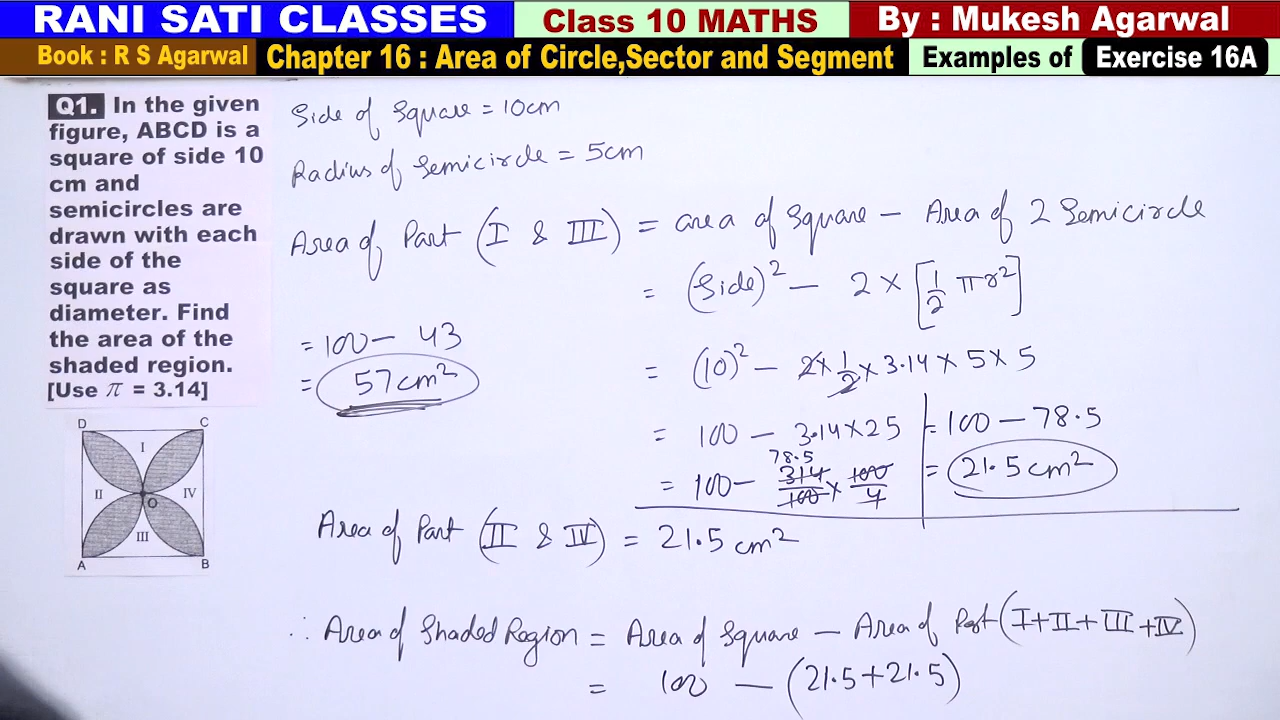 RANI SATI CLASSES
Class 10 MATHS
By : Mukesh Agarwal
Book : R S Agarwal
Chapter 16 : Area of Circle,Sector and Segment
Examples of Exercise 16A
Q1. In the given
figure, ABCD is a
square of side 10
cm and
semicircles are
drawn with each
side of the
square as
diameter. Find
the area of the
shaded region.
[Use π = 3.14]
D C
I
II IV
O
III
A B
Side of Square = 10cm
Radius of Semicircle = 5cm
Area of Part (I & III) = area of Square − Area of 2 Semicircle
= (Side)² − 2 × [1/2 πr²]
= (10)² − 2 × 1/2 × 3.14 × 5 × 5
= 100 − 3.14 × 25
= 100 − 314/100 × 100/4
78.5
= 100 − 78.5
= 21.5 cm²
Area of Part (II & IV) = 21.5 cm²
∴ Area of Shaded Region = Area of Square − Area of Part (I + II + III + IV)
= 100 − (21.5 + 21.5)
= 100 − 43
= 57 cm²